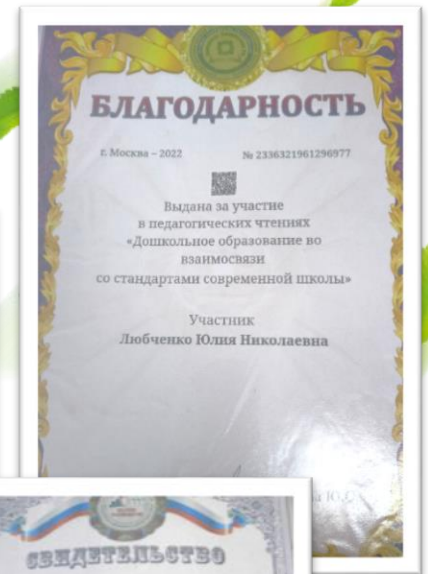 БЛАГОДАРНОСТЬ
г. Москва – 2022 № 2336321961296977
Выдана за участие
в педагогических чтениях
«Дошкольное образование во
взаимосвязи
со стандартами современной школы»
Участник
Любченко Юлия Николаевна
Ю.С.
СВИДЕТЕЛЬСТВО